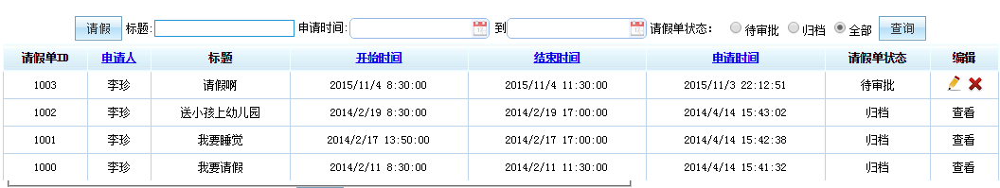 请假 标题: 申请时间: 到 请假单状态： 待审批 归档 全部 查询
请假单ID 申请人 标题 开始时间 结束时间 申请时间 请假单状态 编辑
1003 李珍 请假啊 2015/11/4 8:30:00 2015/11/4 11:30:00 2015/11/3 22:12:51 待审批
1002 李珍 送小孩上幼儿园 2014/2/19 8:30:00 2014/2/19 17:00:00 2014/4/14 15:43:02 归档 查看
1001 李珍 我要睡觉 2014/2/17 13:50:00 2014/2/17 17:00:00 2014/4/14 15:42:38 归档 查看
1000 李珍 我要请假 2014/2/11 8:30:00 2014/2/11 11:30:00 2014/4/14 15:41:32 归档 查看